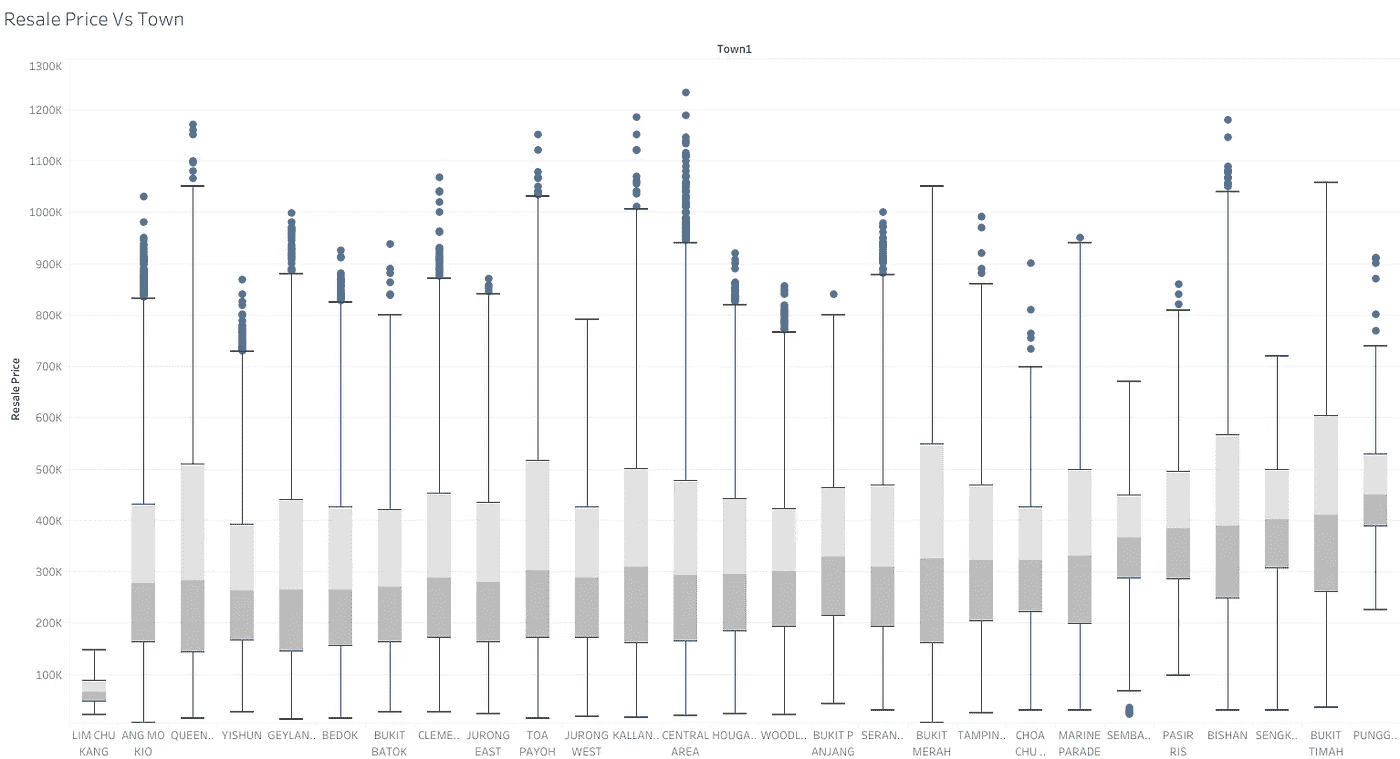 Resale Price Vs Town
Town1
1300K
1200K
1100K
1000K
900K
800K
700K
600K
500K
400K
300K
200K
100K
Resale Price
LIM CHU KANG
ANG MO KIO
QUEEN..
YISHUN
GEYLAN..
BEDOK
BUKIT BATOK
CLEME..
JURONG EAST
TOA PAYOH
JURONG WEST
KALLAN..
CENTRAL AREA
HOUGA..
WOODL..
BUKIT P ANJANG
SERAN..
BUKIT MERAH
TAMPIN..
CHOA CHU ..
MARINE PARADE
SEMBA..
PASIR RIS
BISHAN
SENGK..
BUKIT TIMAH
PUNGG..